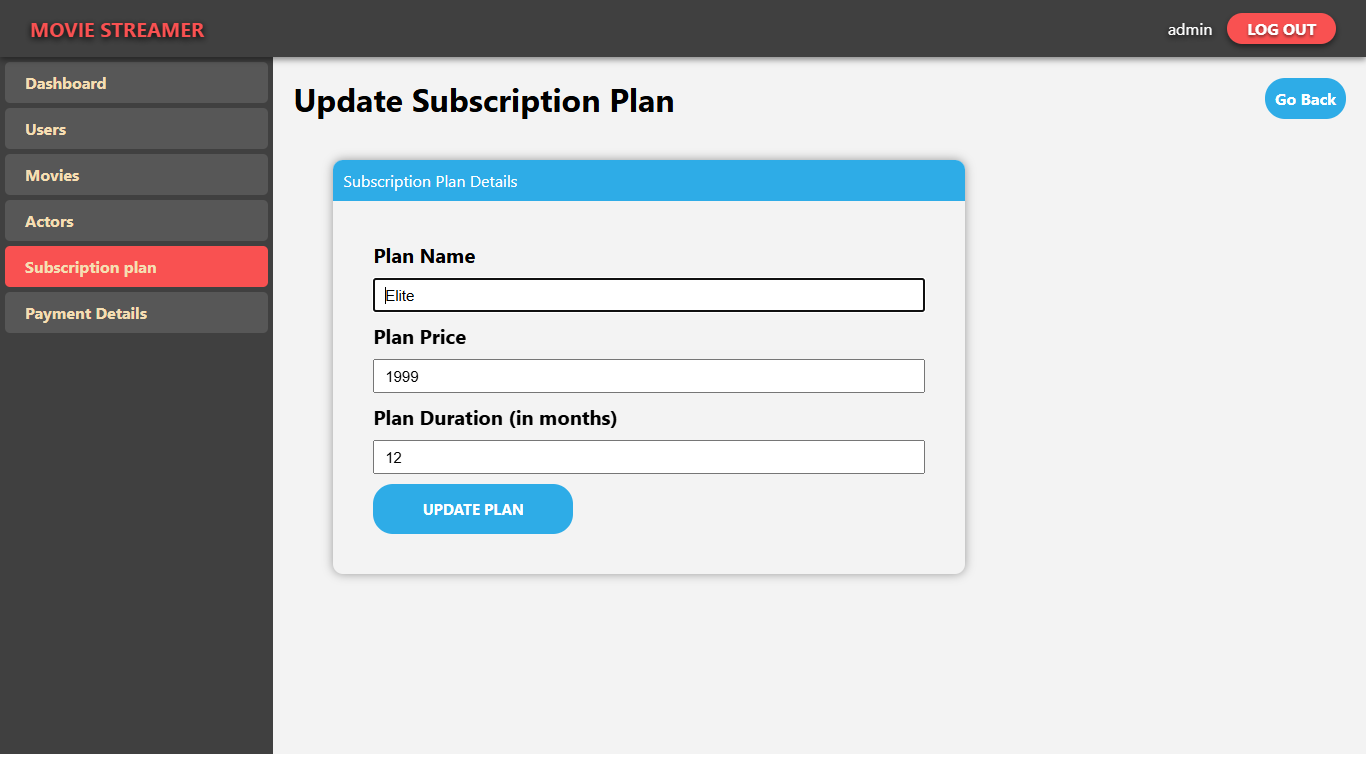 MOVIE STREAMER
admin
LOG OUT
Dashboard
Users
Movies
Actors
Subscription plan
Payment Details
Update Subscription Plan
Go Back
Subscription Plan Details
Plan Name
Elite
Plan Price
1999
Plan Duration (in months)
12
UPDATE PLAN